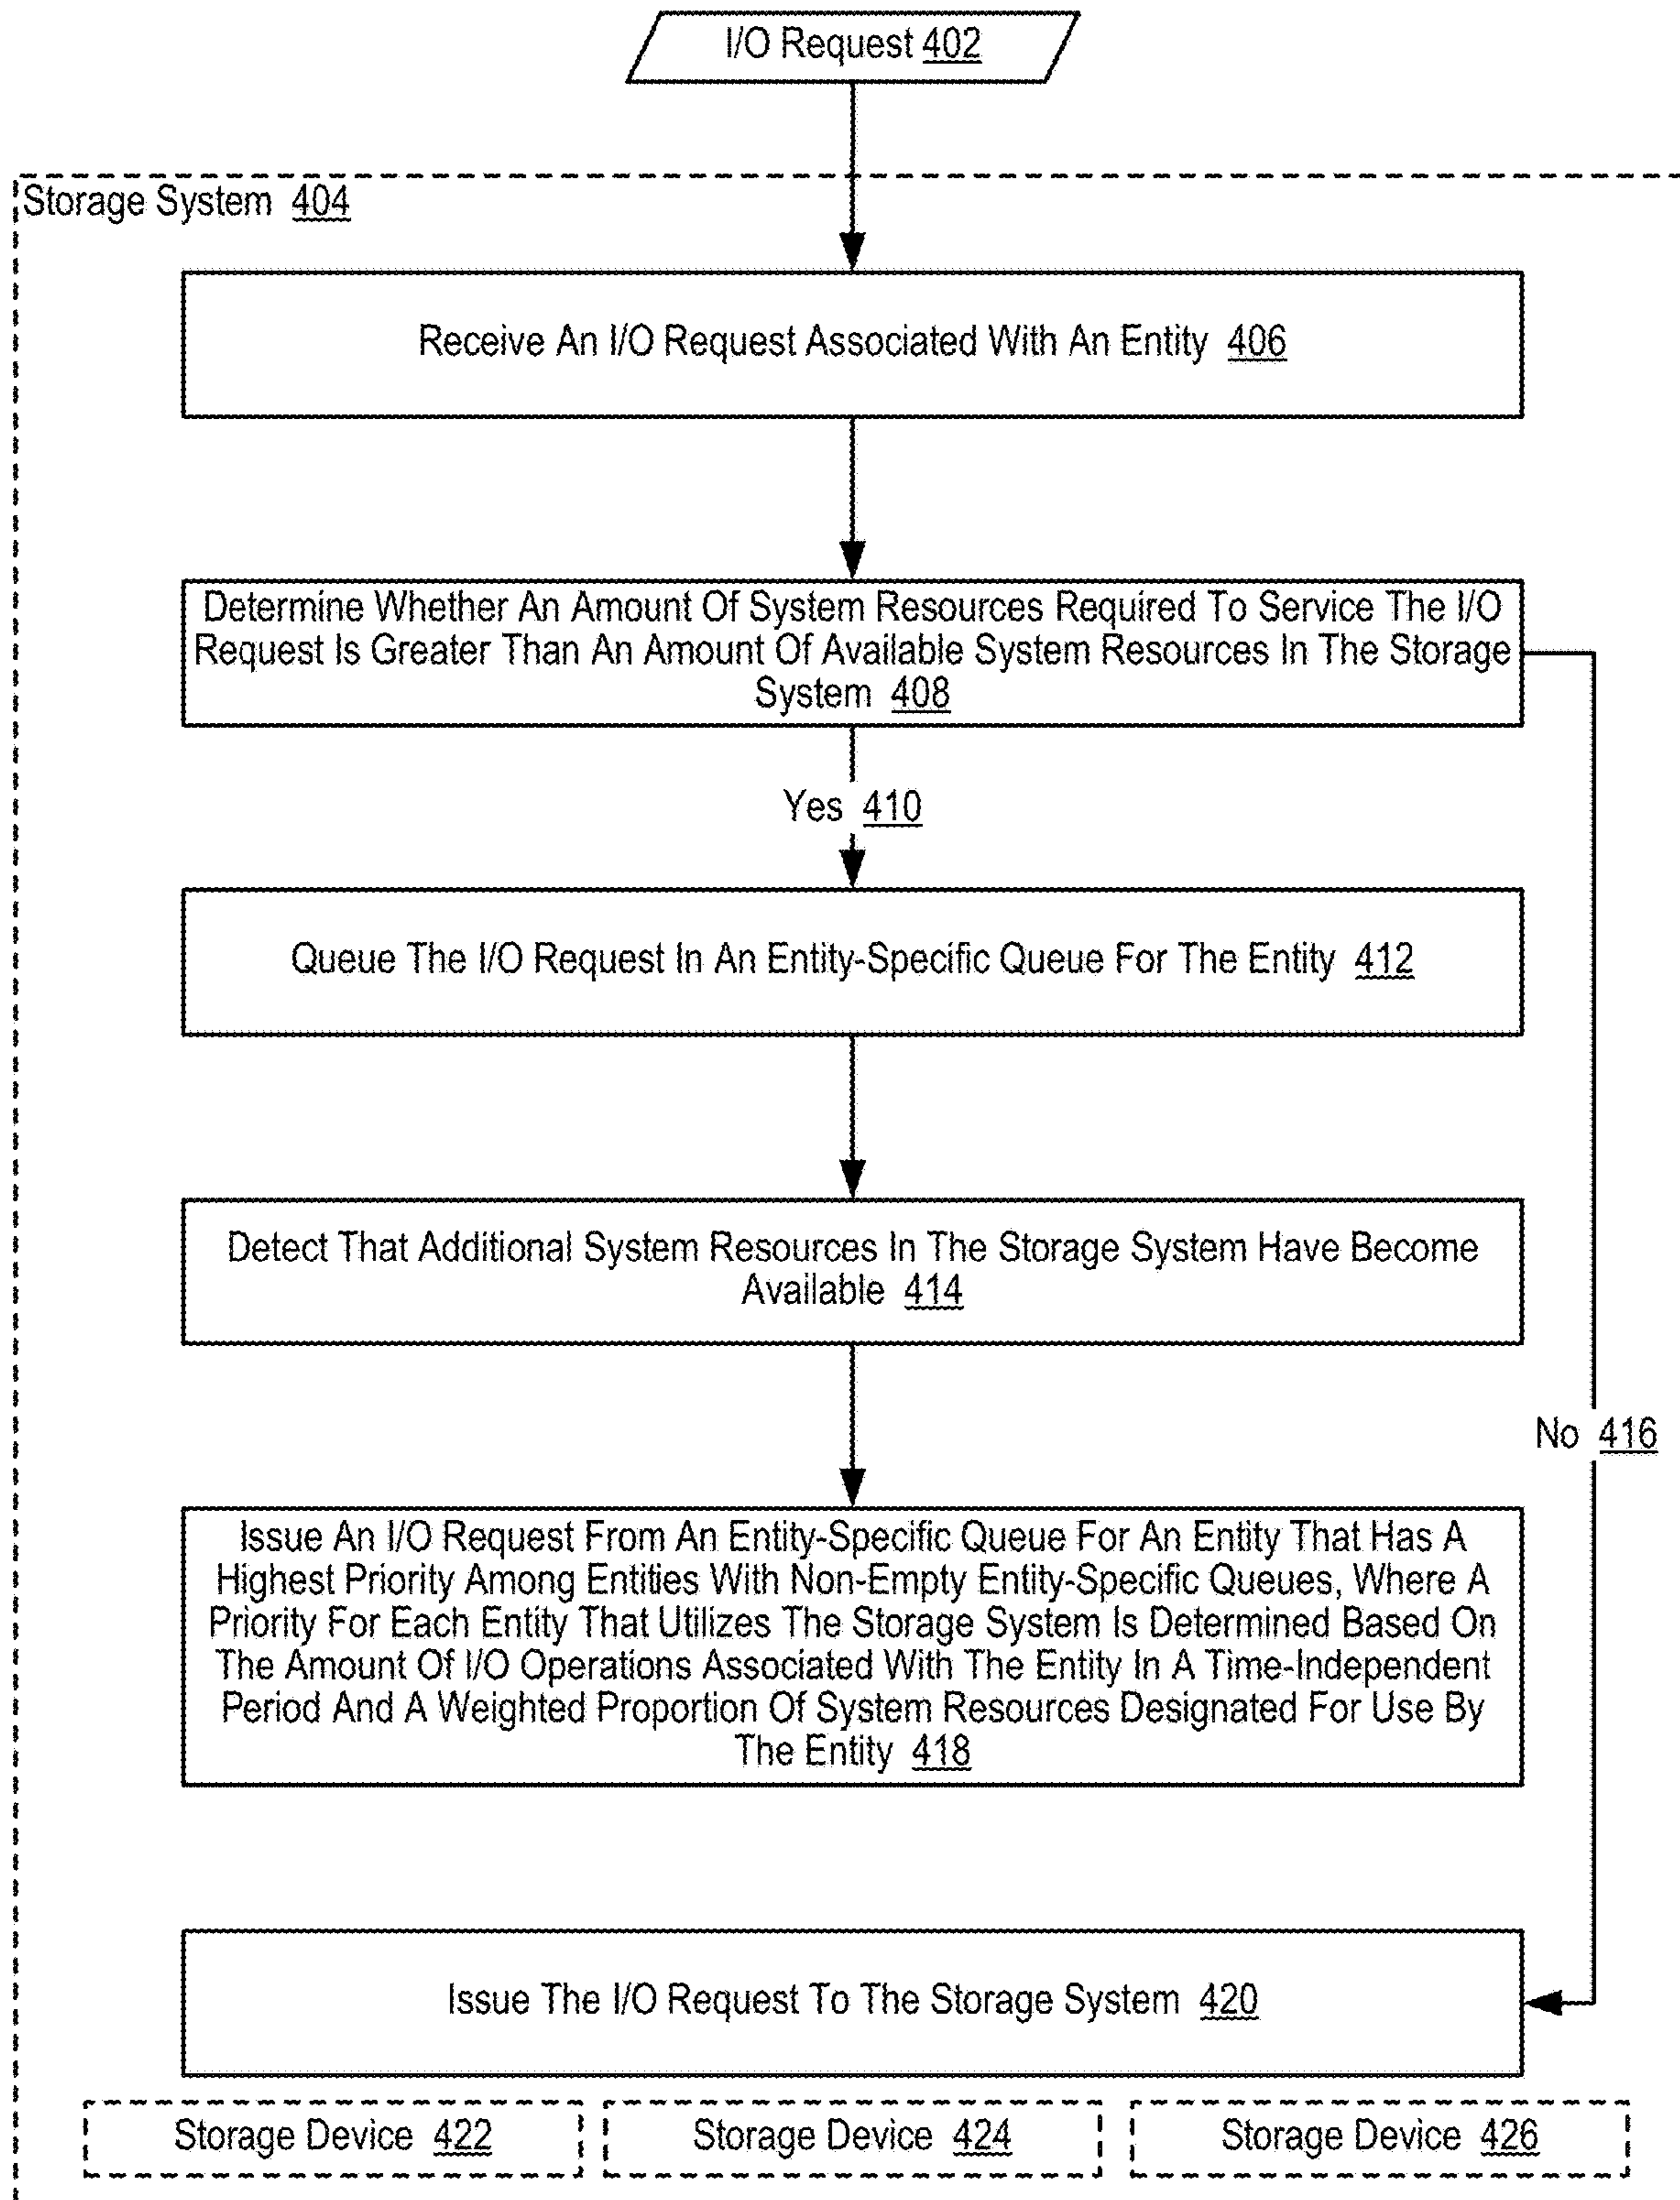 I/O Request 402
Storage System 404
Receive An I/O Request Associated With An Entity 406
Determine Whether An Amount Of System Resources Required To Service The I/O
Request Is Greater Than An Amount Of Available System Resources In The Storage
System 408
Yes 410
Queue The I/O Request In An Entity-Specific Queue For The Entity 412
Detect That Additional System Resources In The Storage System Have Become
Available 414
No 416
Issue An I/O Request From An Entity-Specific Queue For An Entity That Has A
Highest Priority Among Entities With Non-Empty Entity-Specific Queues, Where A
Priority For Each Entity That Utilizes The Storage System Is Determined Based On
The Amount Of I/O Operations Associated With The Entity In A Time-Independent
Period And A Weighted Proportion Of System Resources Designated For Use By
The Entity 418
Issue The I/O Request To The Storage System 420
Storage Device 422
Storage Device 424
Storage Device 426